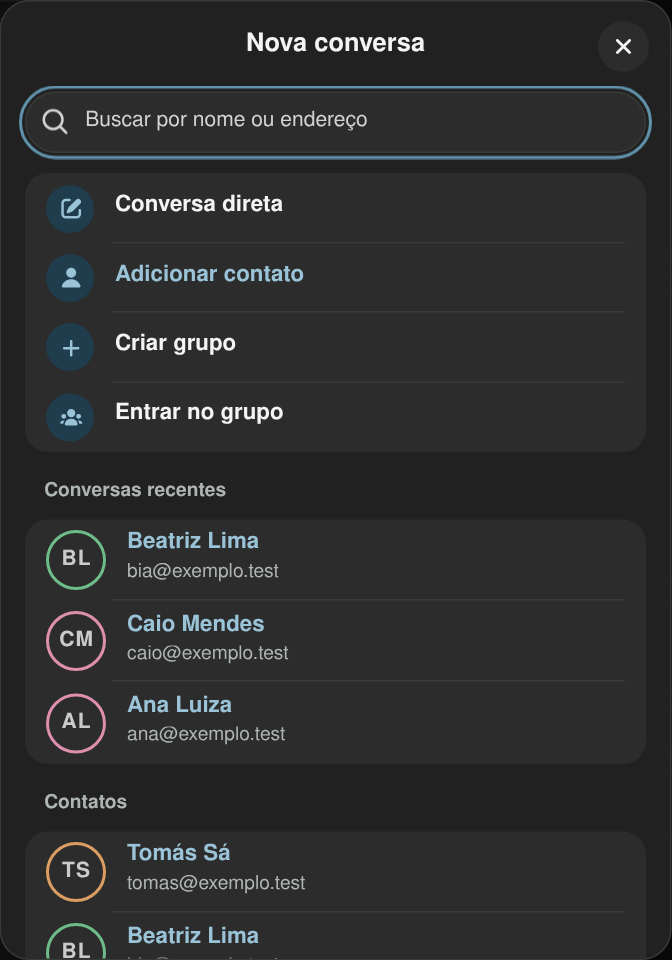 Nova conversa
Buscar por nome ou endereço
Conversa direta
Adicionar contato
Criar grupo
Entrar no grupo
Conversas recentes
BL
Beatriz Lima
bia@exemplo.test
CM
Caio Mendes
caio@exemplo.test
AL
Ana Luiza
ana@exemplo.test
Contatos
TS
Tomás Sá
tomas@exemplo.test
BL
Beatriz Lima